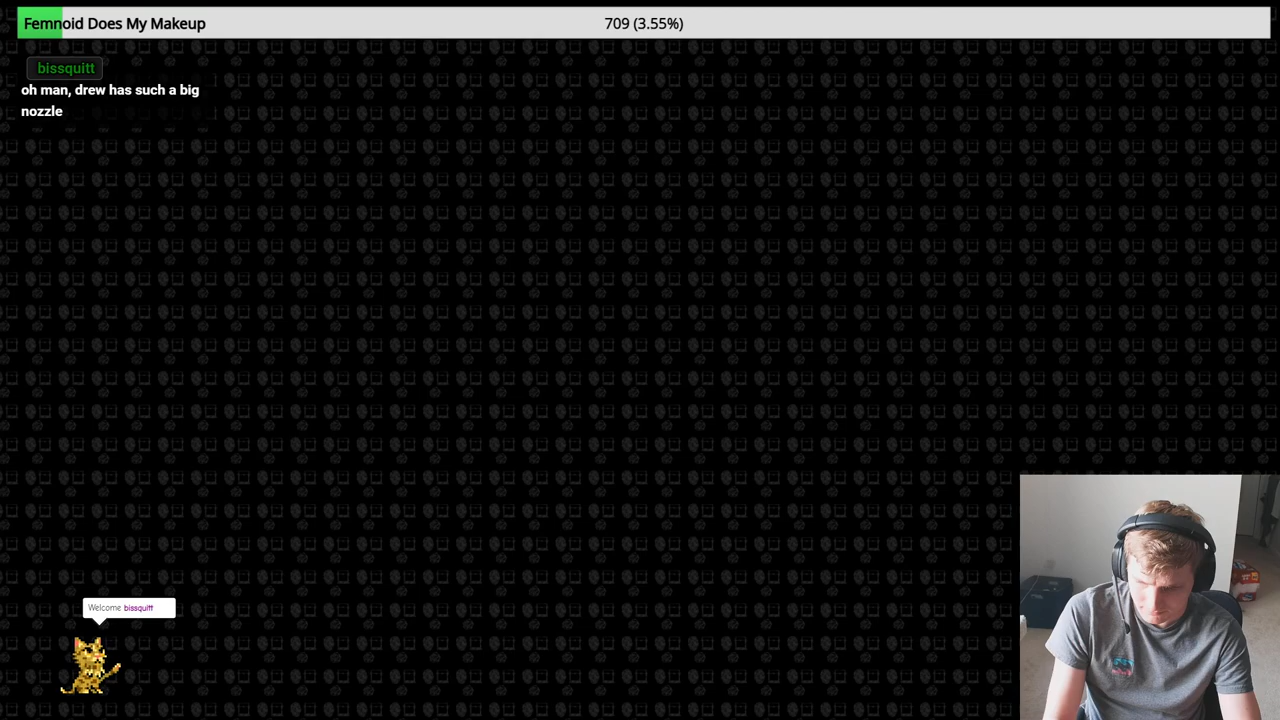 Femnoid Does My Makeup 709 (3.55%)
bissquitt
oh man, drew has such a big
nozzle
Welcome bissquitt